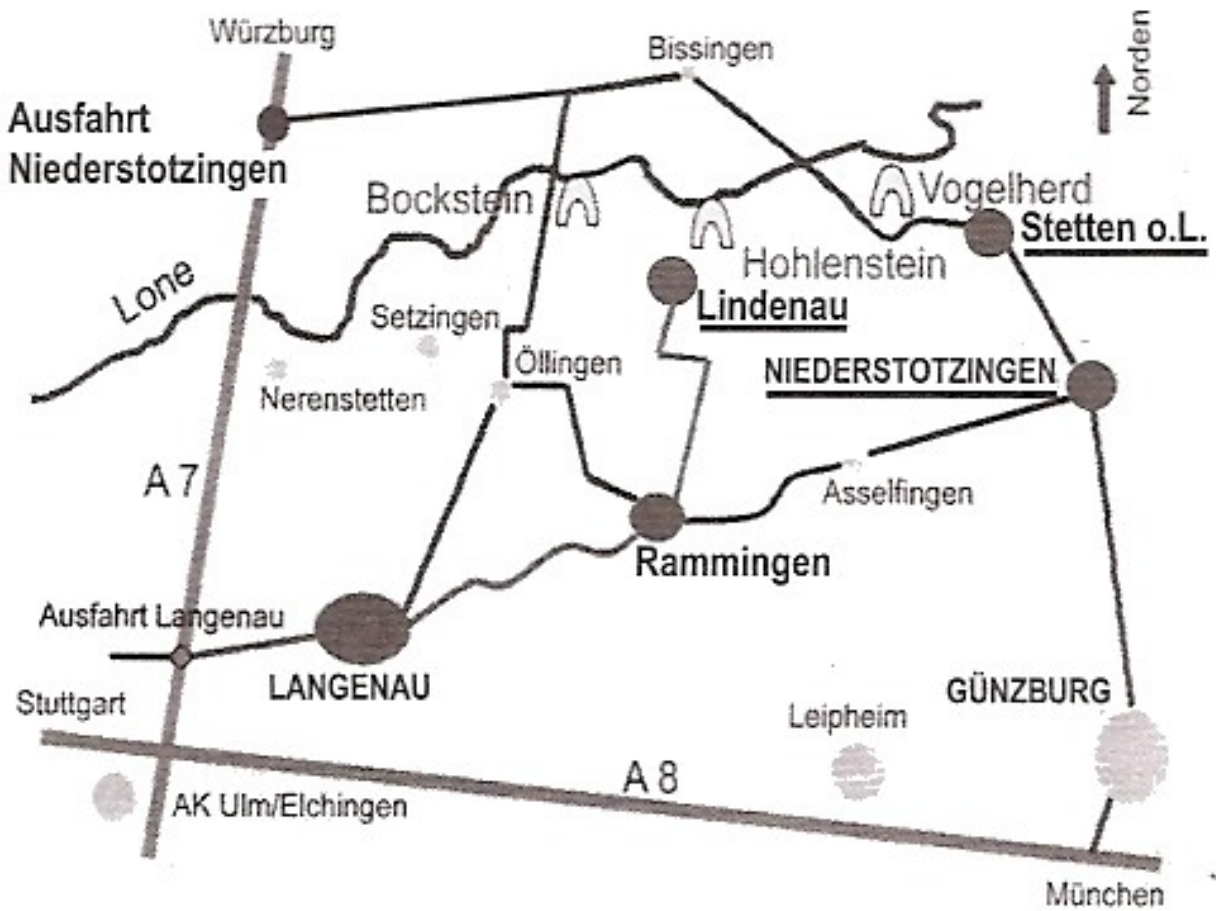 Würzburg
Bissingen
Norden
Ausfahrt
Niederstotzingen
Bockstein
Vogelherd
Stetten o.L.
Hohlenstein
Lone
Lindenau
Setzingen
Öllingen
NIEDERSTOTZINGEN
Nerenstetten
A 7
Asselfingen
Rammingen
Ausfahrt Langenau
LANGENAU
GÜNZBURG
Stuttgart
Leipheim
A 8
AK Ulm/Elchingen
München